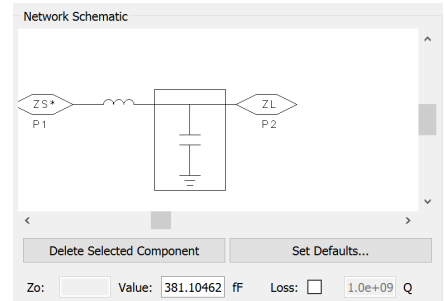 Network Schematic
ZS* ZL
P1 P2
Delete Selected Component Set Defaults...
Zo: Value: 381.10462 fF Loss: 1.0e+09 Q